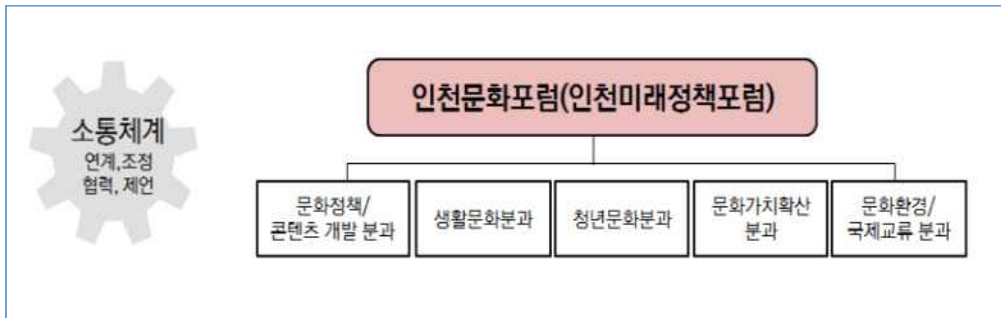 소통체계
연계,조정
협력, 제언
인천문화포럼(인천미래정책포럼)
문화정책/
콘텐츠 개발 분과
생활문화분과
청년문화분과
문화가치확산
분과
문화환경/
국제교류 분과